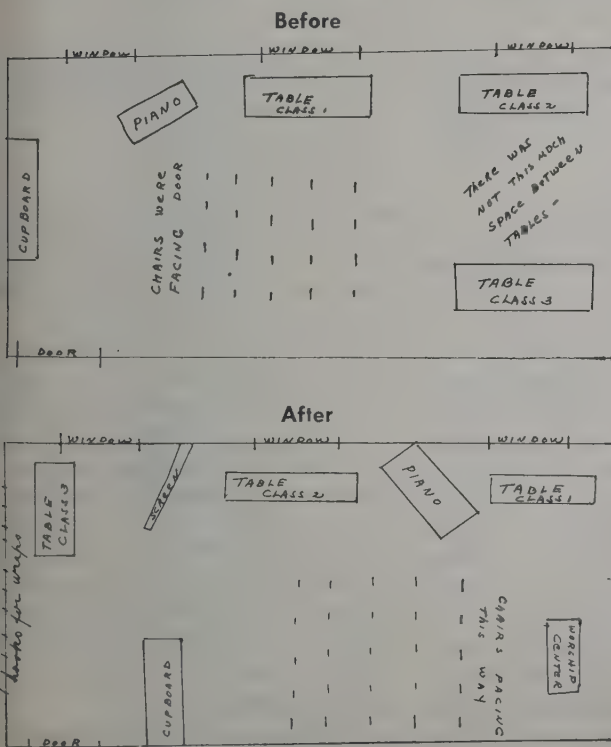 Before
WINDOW
WINDOW
WINDOW
PIANO
TABLE
CLASS 1
TABLE
CLASS 2
CUPBOARD
CHAIRS WERE
FACING DOOR
THERE WAS
NOT THIS MUCH
SPACE BETWEEN
TABLES-
TABLE
CLASS 3
DOOR
After
WINDOW
WINDOW
WINDOW
TABLE
CLASS 3
SCREEN
TABLE
CLASS 2
PIANO
TABLE
CLASS 1
hooks for wraps
CUPBOARD
CHAIRS FACING
THIS WAY
WORSHIP
CENTER
DOOR